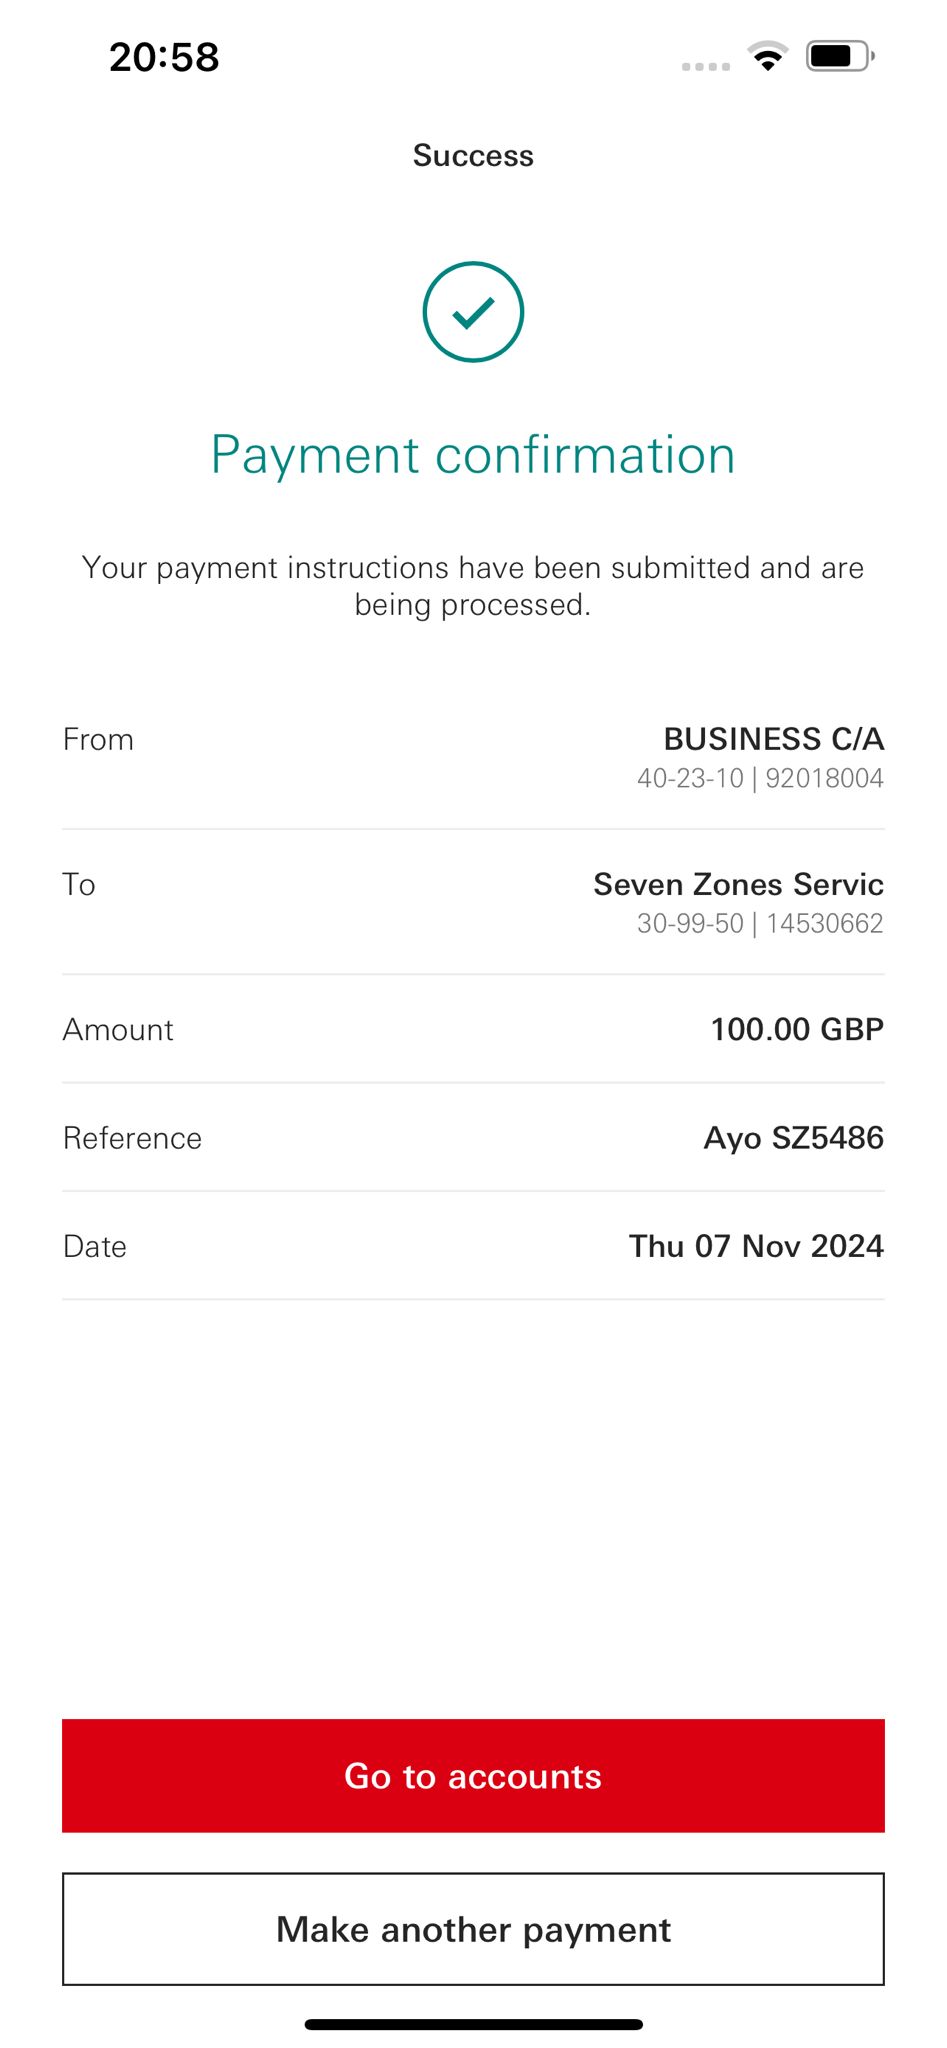 20:58
Success
Payment confirmation
Your payment instructions have been submitted and are
being processed.
From
BUSINESS C/A
40-23-10 | 92018004
To
Seven Zones Servic
30-99-50 | 14530662
Amount
100.00 GBP
Reference
Ayo SZ5486
Date
Thu 07 Nov 2024
Go to accounts
Make another payment